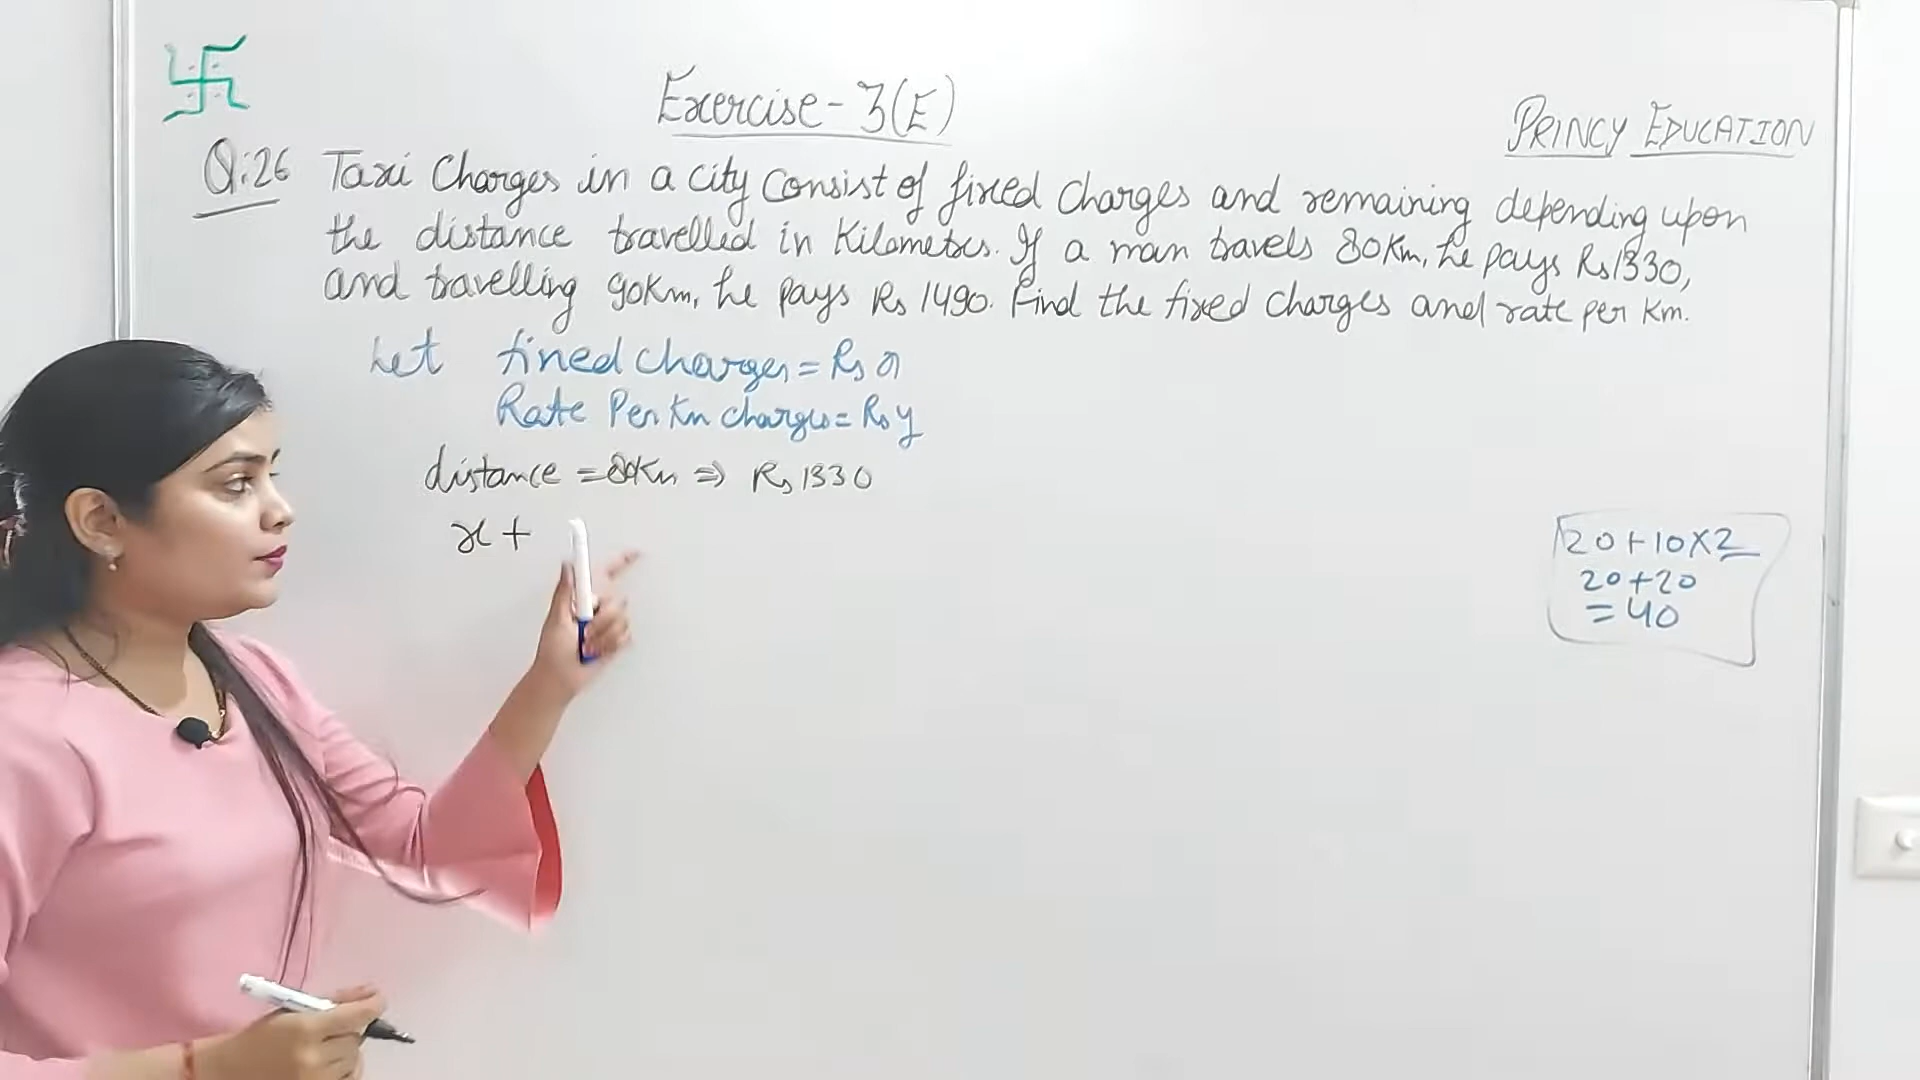 Exercise-3(E)
PRINCY EDUCATION
Q:26 Taxi Charges in a city Consist of fixed Charges and remaining depending upon
the distance travelled in Kilometres. If a man travels 80Km, he pays Rs 1330,
and travelling 90Km, he pays Rs 1490. Find the fixed Charges and rate per Km.
Let fixed charges = Rs x
Rate Per Km charges = Rs y
distance = 80Km ⇒ Rs 1330
x +
20+10×2
20+20
=40